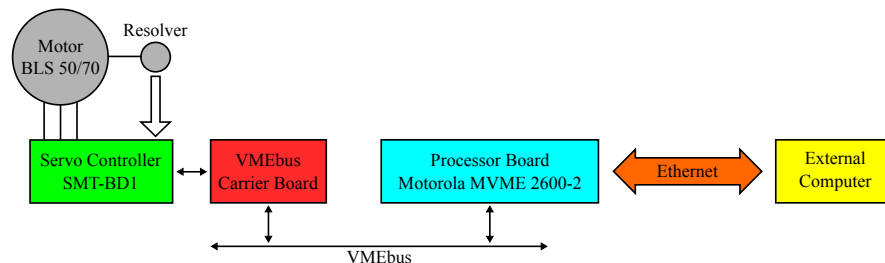 Resolver
Motor
BLS 50/70
Servo Controller
SMT-BD1
VMEbus
Carrier Board
Processor Board
Motorola MVME 2600-2
Ethernet
External
Computer
VMEbus